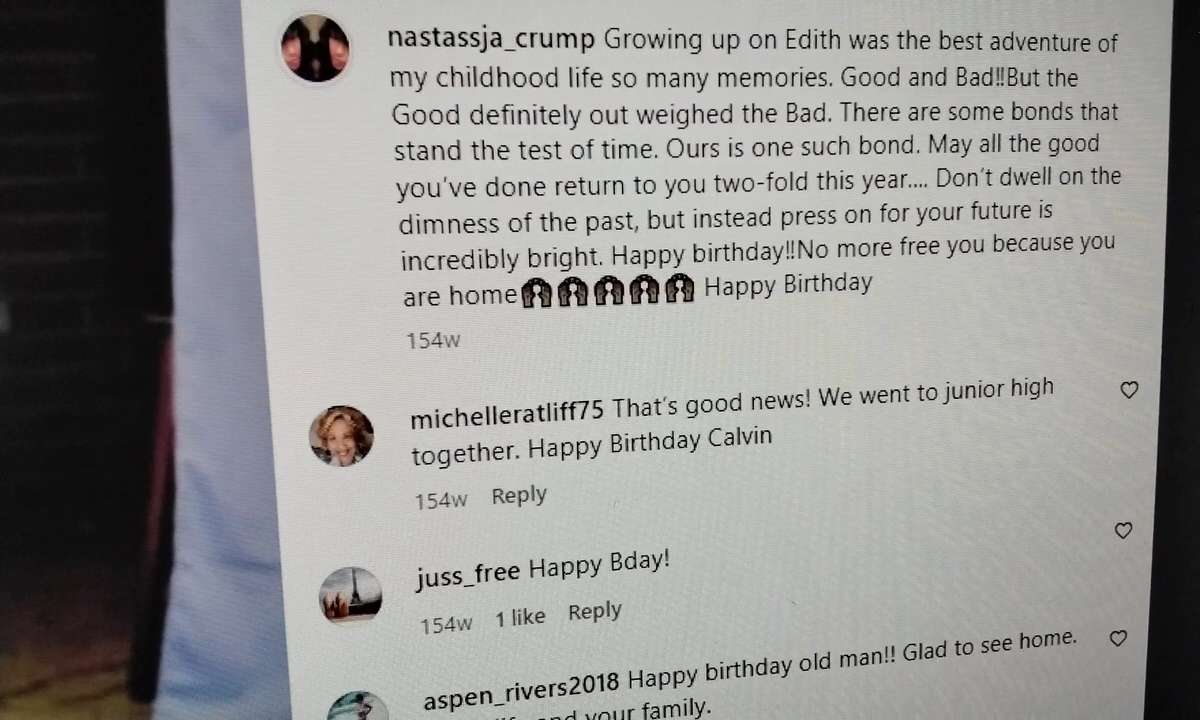 nastassja_crump Growing up on Edith was the best adventure of
my childhood life so many memories. Good and Bad!!But the
Good definitely out weighed the Bad. There are some bonds that
stand the test of time. Ours is one such bond. May all the good
you've done return to you two-fold this year.... Don't dwell on the
dimness of the past, but instead press on for your future is
incredibly bright. Happy birthday!!No more free you because you
are home Happy Birthday
154w
michelleratliff75 That's good news! We went to junior high
together. Happy Birthday Calvin
154w Reply
juss_free Happy Bday!
154w 1 like Reply
aspen_rivers2018 Happy birthday old man!! Glad to see home.
and your family.